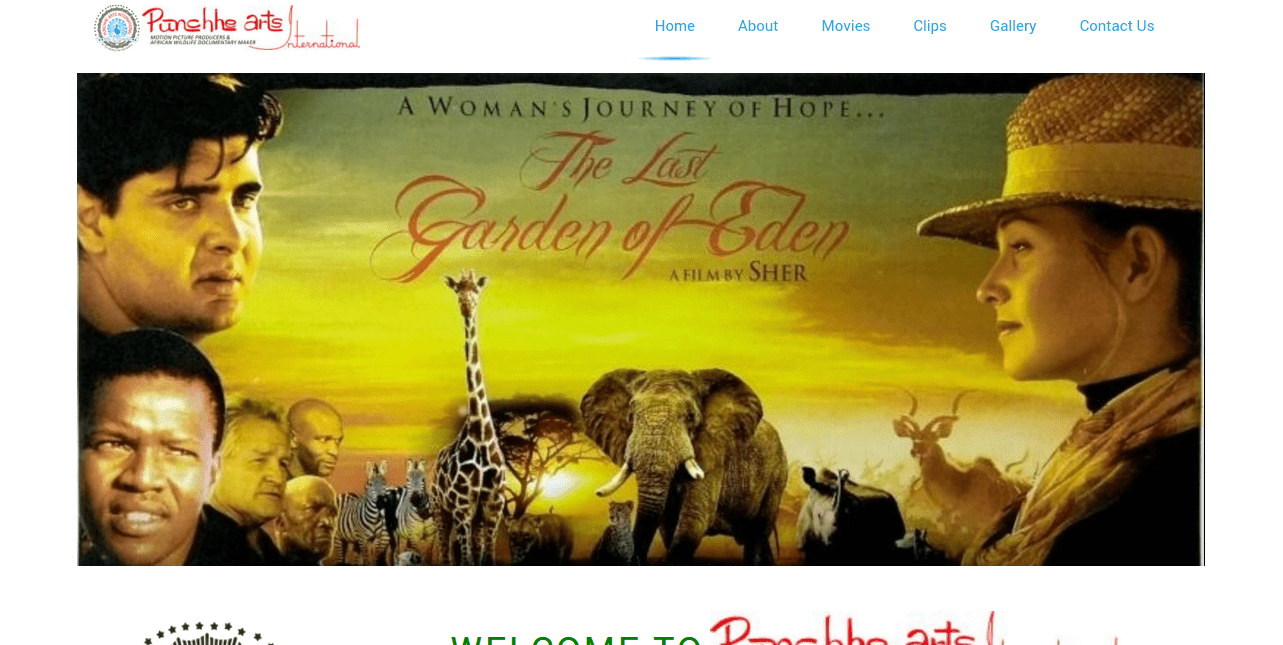 Punchhe arts International
MOTION PICTURE PRODUCERS &
AFRICAN WILDLIFE DOCUMENTARY MAKER
Home About Movies Clips Gallery Contact Us
A WOMAN'S JOURNEY OF HOPE...
The Last
Garden of Eden
A FILM BY SHER
WELCOME TO Punchhe arts International